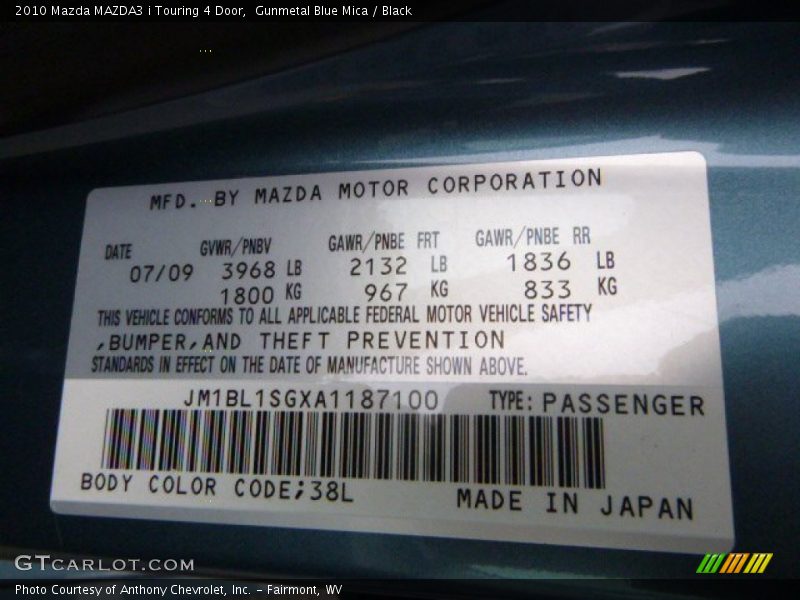 2010 Mazda MAZDA3 i Touring 4 Door,  Gunmetal Blue Mica / Black
MFD. BY MAZDA MOTOR CORPORATION
DATE GVWR/PNBV GAWR/PNBE FRT GAWR/PNBE RR
07/09 3968 LB 2132 LB 1836 LB
1800 KG 967 KG 833 KG
THIS VEHICLE CONFORMS TO ALL APPLICABLE FEDERAL MOTOR VEHICLE SAFETY
,BUMPER,AND THEFT PREVENTION
STANDARDS IN EFFECT ON THE DATE OF MANUFACTURE SHOWN ABOVE.
JM1BL1SGXA1187100 TYPE: PASSENGER
BODY COLOR CODE;38L MADE IN JAPAN
GTCARLOT.COM
Photo Courtesy of Anthony Chevrolet, Inc. - Fairmont, WV